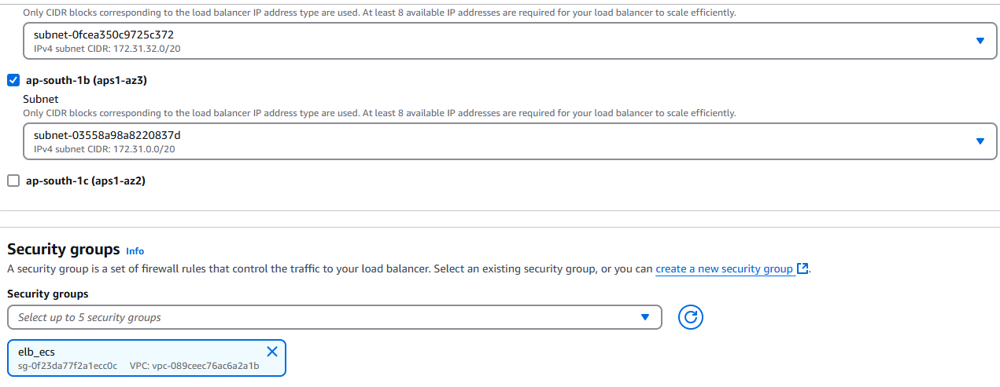 Only CIDR blocks corresponding to the load balancer IP address type are used. At least 8 available IP addresses are required for your load balancer to scale efficiently.
subnet-0fcea350c9725c372
IPv4 subnet CIDR: 172.31.32.0/20
ap-south-1b (aps1-az3)
Subnet
Only CIDR blocks corresponding to the load balancer IP address type are used. At least 8 available IP addresses are required for your load balancer to scale efficiently.
subnet-03558a98a8220837d
IPv4 subnet CIDR: 172.31.0.0/20
ap-south-1c (aps1-az2)
Security groups Info
A security group is a set of firewall rules that control the traffic to your load balancer. Select an existing security group, or you can create a new security group.
Security groups
Select up to 5 security groups
elb_ecs
sg-0f23da77f2a1ecc0c VPC: vpc-089ceec76ac6a2a1b